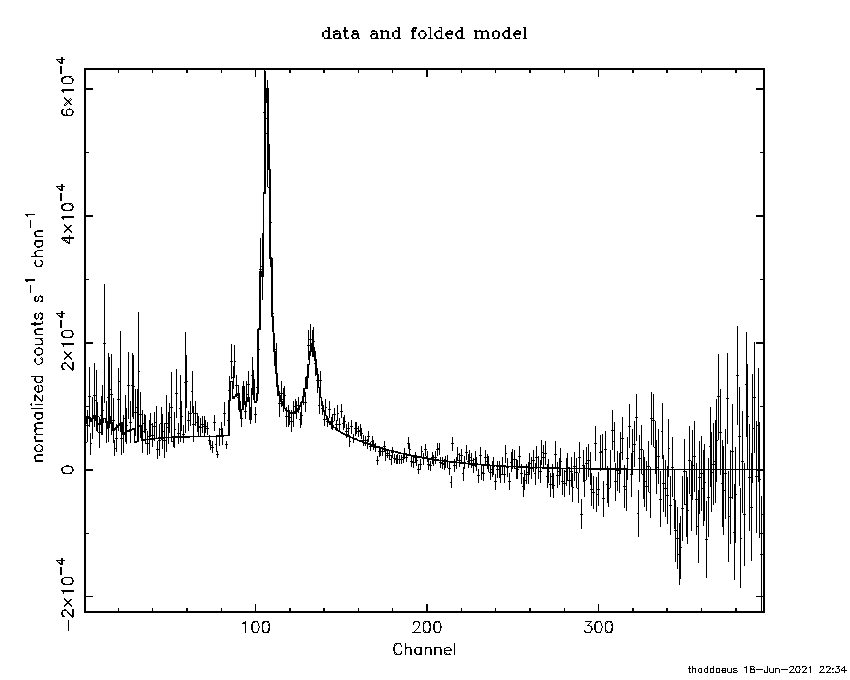 data and folded model
normalized counts s⁻¹ chan⁻¹
6×10⁻⁴
4×10⁻⁴
2×10⁻⁴
0
−2×10⁻⁴
100 200 300
Channel
thaddaeus 18-Jun-2021 22:34